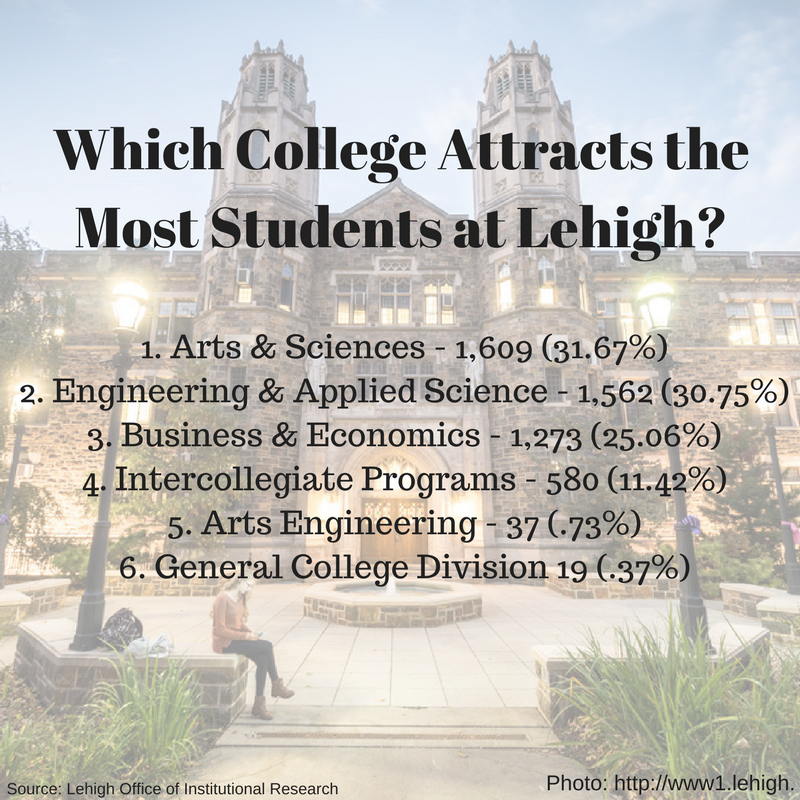 Which College Attracts the
Most Students at Lehigh?
1. Arts & Sciences - 1,609 (31.67%)
2. Engineering & Applied Science - 1,562 (30.75%)
3. Business & Economics - 1,273 (25.06%)
4. Intercollegiate Programs - 580 (11.42%)
5. Arts Engineering - 37 (.73%)
6. General College Division 19 (.37%)
Source: Lehigh Office of Institutional Research
Photo: http://www1.lehigh.